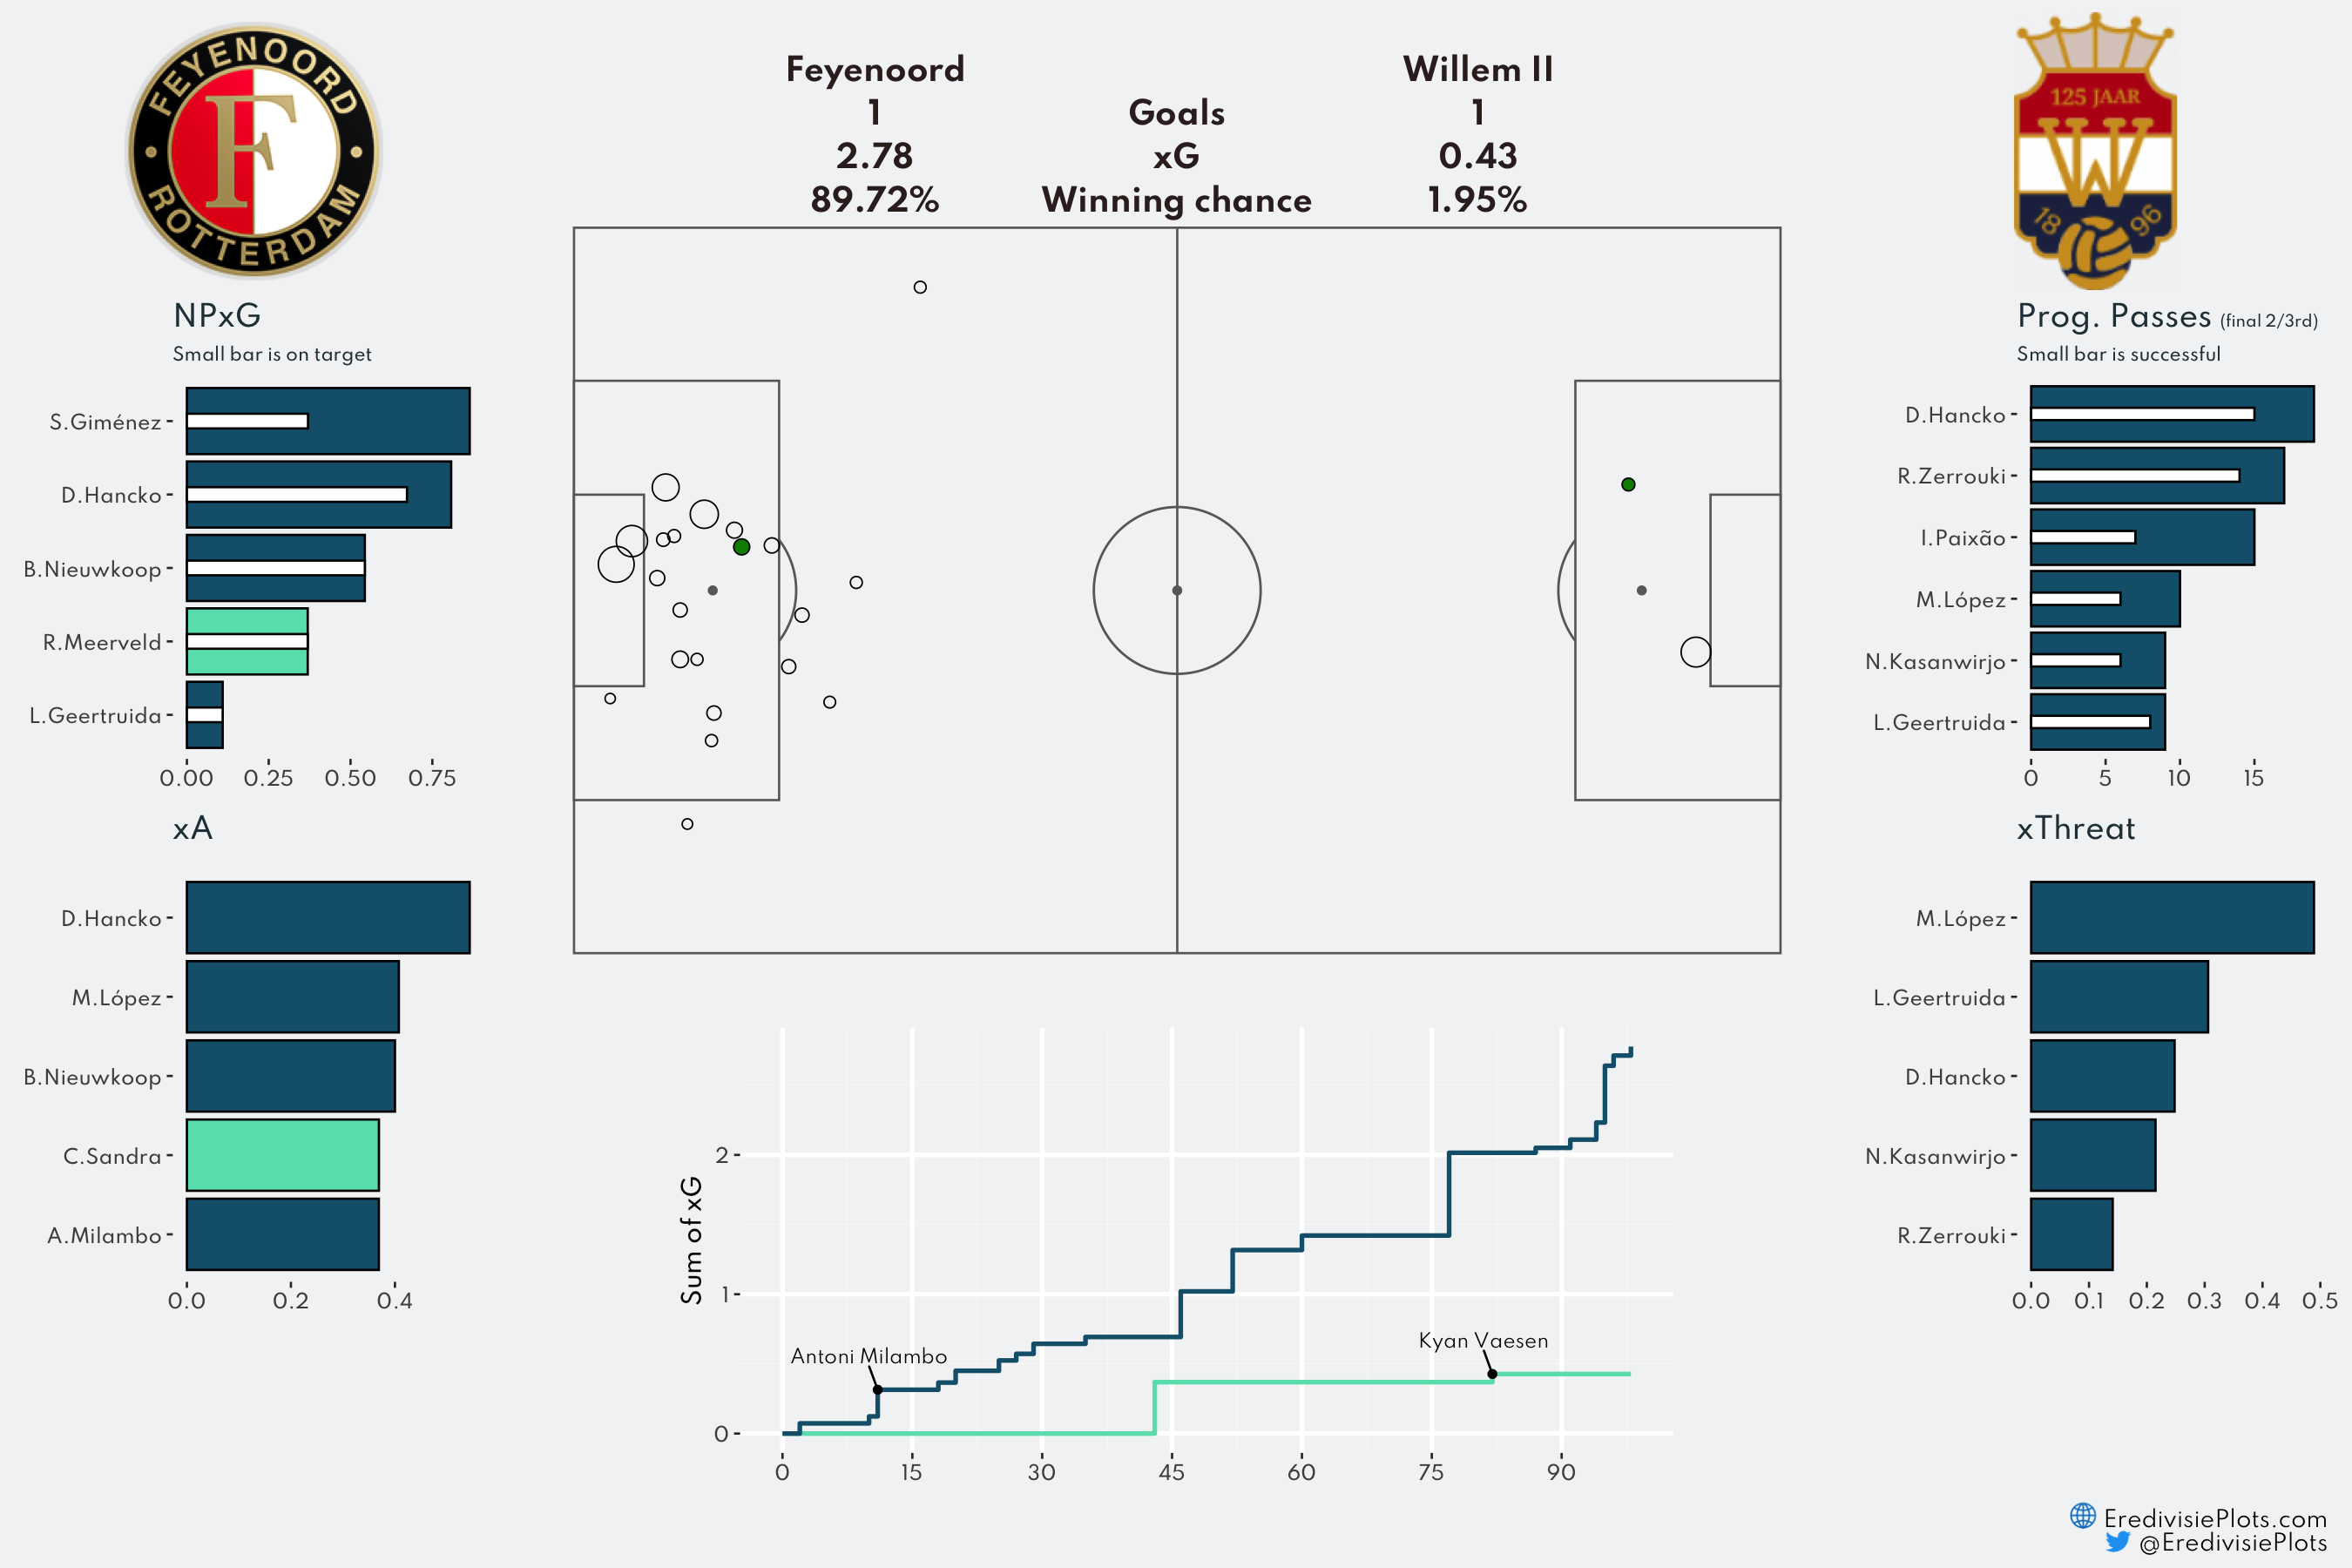 FEYENOORD
F
ROTTERDAM
Feyenoord Willem II
1 Goals 1
2.78 xG 0.43
89.72% Winning chance 1.95%
125 JAAR
W
18 96
NPxG
Small bar is on target
S.Giménez
D.Hancko
B.Nieuwkoop
R.Meerveld
L.Geertruida
0.00 0.25 0.50 0.75
xA
D.Hancko
M.López
B.Nieuwkoop
C.Sandra
A.Milambo
0.0 0.2 0.4
Sum of xG
2
1
0
Antoni Milambo
Kyan Vaesen
0 15 30 45 60 75 90
Prog. Passes (final 2/3rd)
Small bar is successful
D.Hancko
R.Zerrouki
I.Paixão
M.López
N.Kasanwirjo
L.Geertruida
0 5 10 15
xThreat
M.López
L.Geertruida
D.Hancko
N.Kasanwirjo
R.Zerrouki
0.0 0.1 0.2 0.3 0.4 0.5
EredivisiePlots.com
@EredivisiePlots